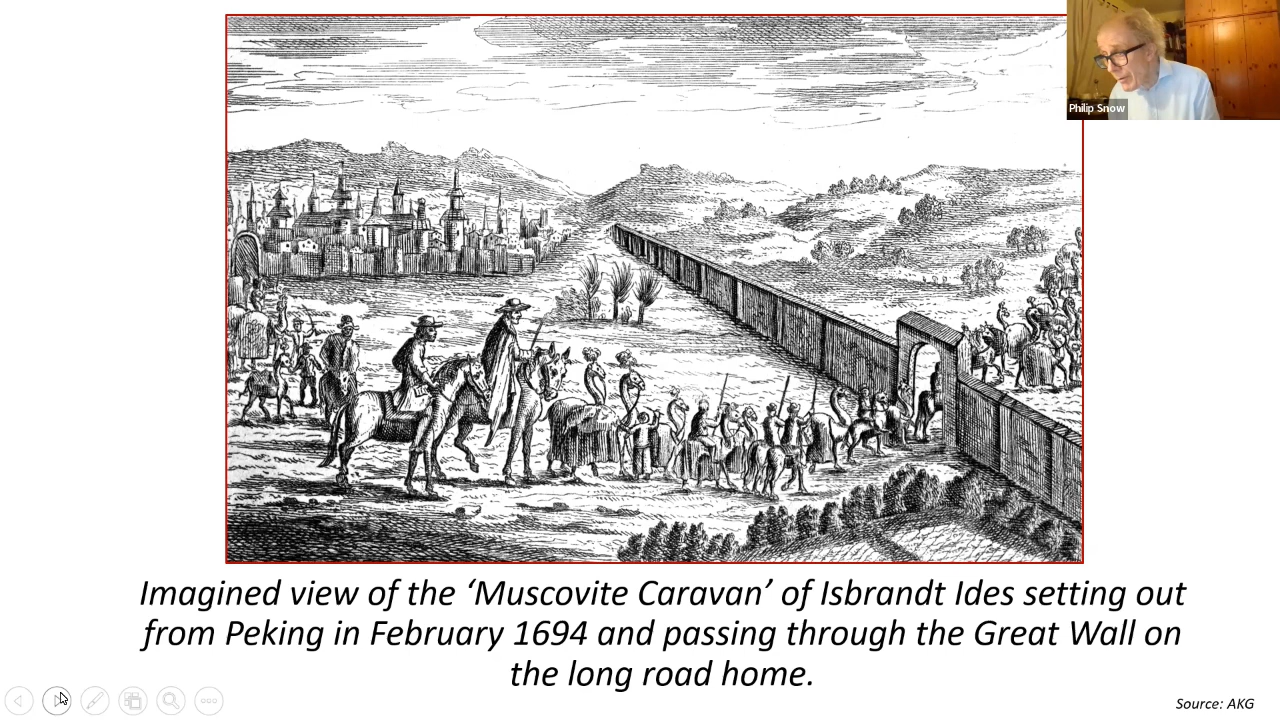 Philip Snow
Imagined view of the ‘Muscovite Caravan’ of Isbrandt Ides setting out
from Peking in February 1694 and passing through the Great Wall on
the long road home.
Source: AKG